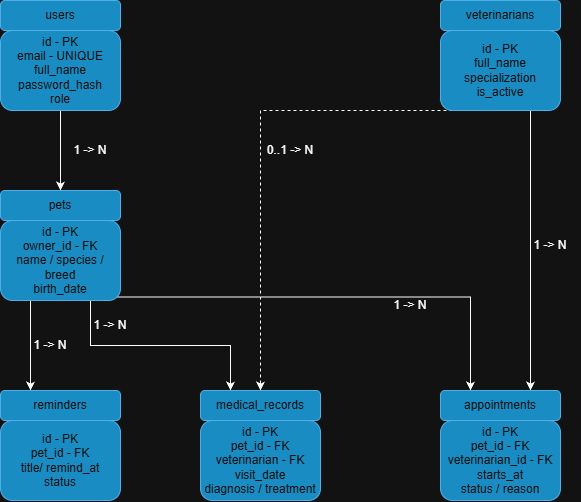 users
id - PK
email - UNIQUE
full_name
password_hash
role
veterinarians
id - PK
full_name
specialization
is_active
1 -> N
0..1 -> N
pets
id - PK
owner_id - FK
name / species /
breed
birth_date
1 -> N
1 -> N
1 -> N
1 -> N
reminders
id - PK
pet_id - FK
title/ remind_at
status
medical_records
id - PK
pet_id - FK
veterinarian - FK
visit_date
diagnosis / treatment
appointments
id - PK
pet_id - FK
veterinarian_id - FK
starts_at
status / reason